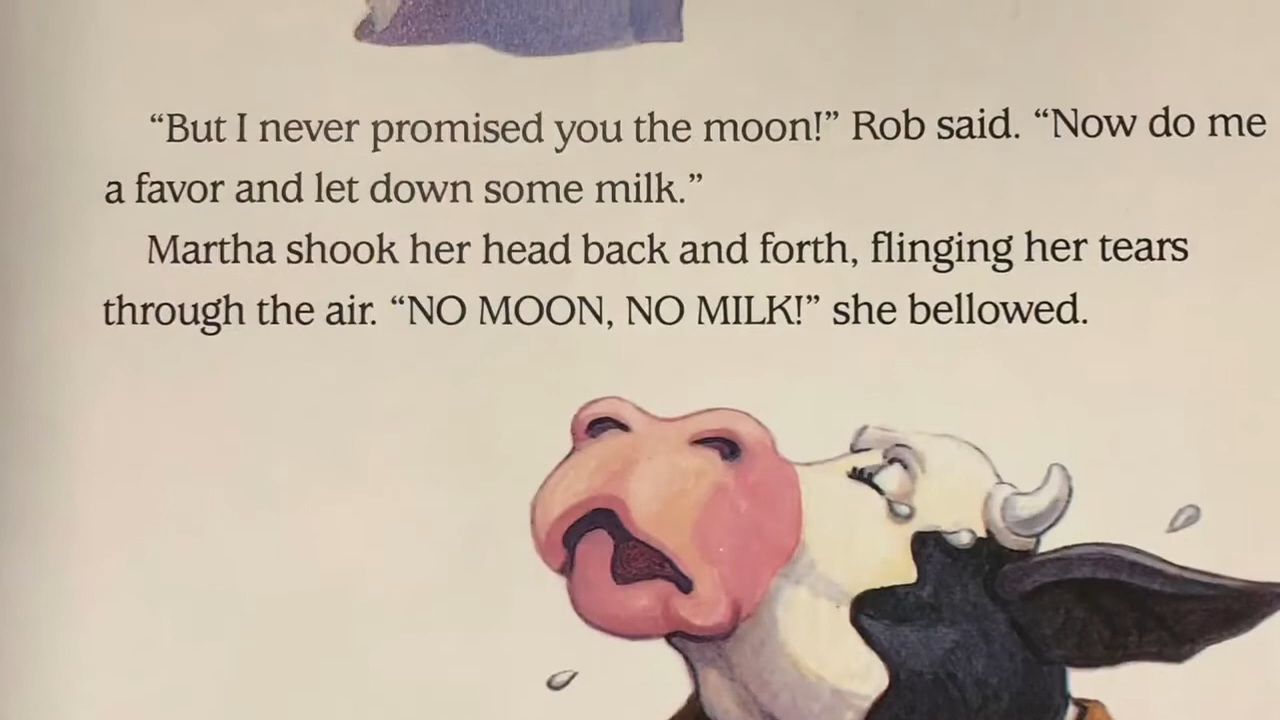 “But I never promised you the moon!” Rob said. “Now do me
a favor and let down some milk.”
Martha shook her head back and forth, flinging her tears
through the air. “NO MOON, NO MILK!” she bellowed.